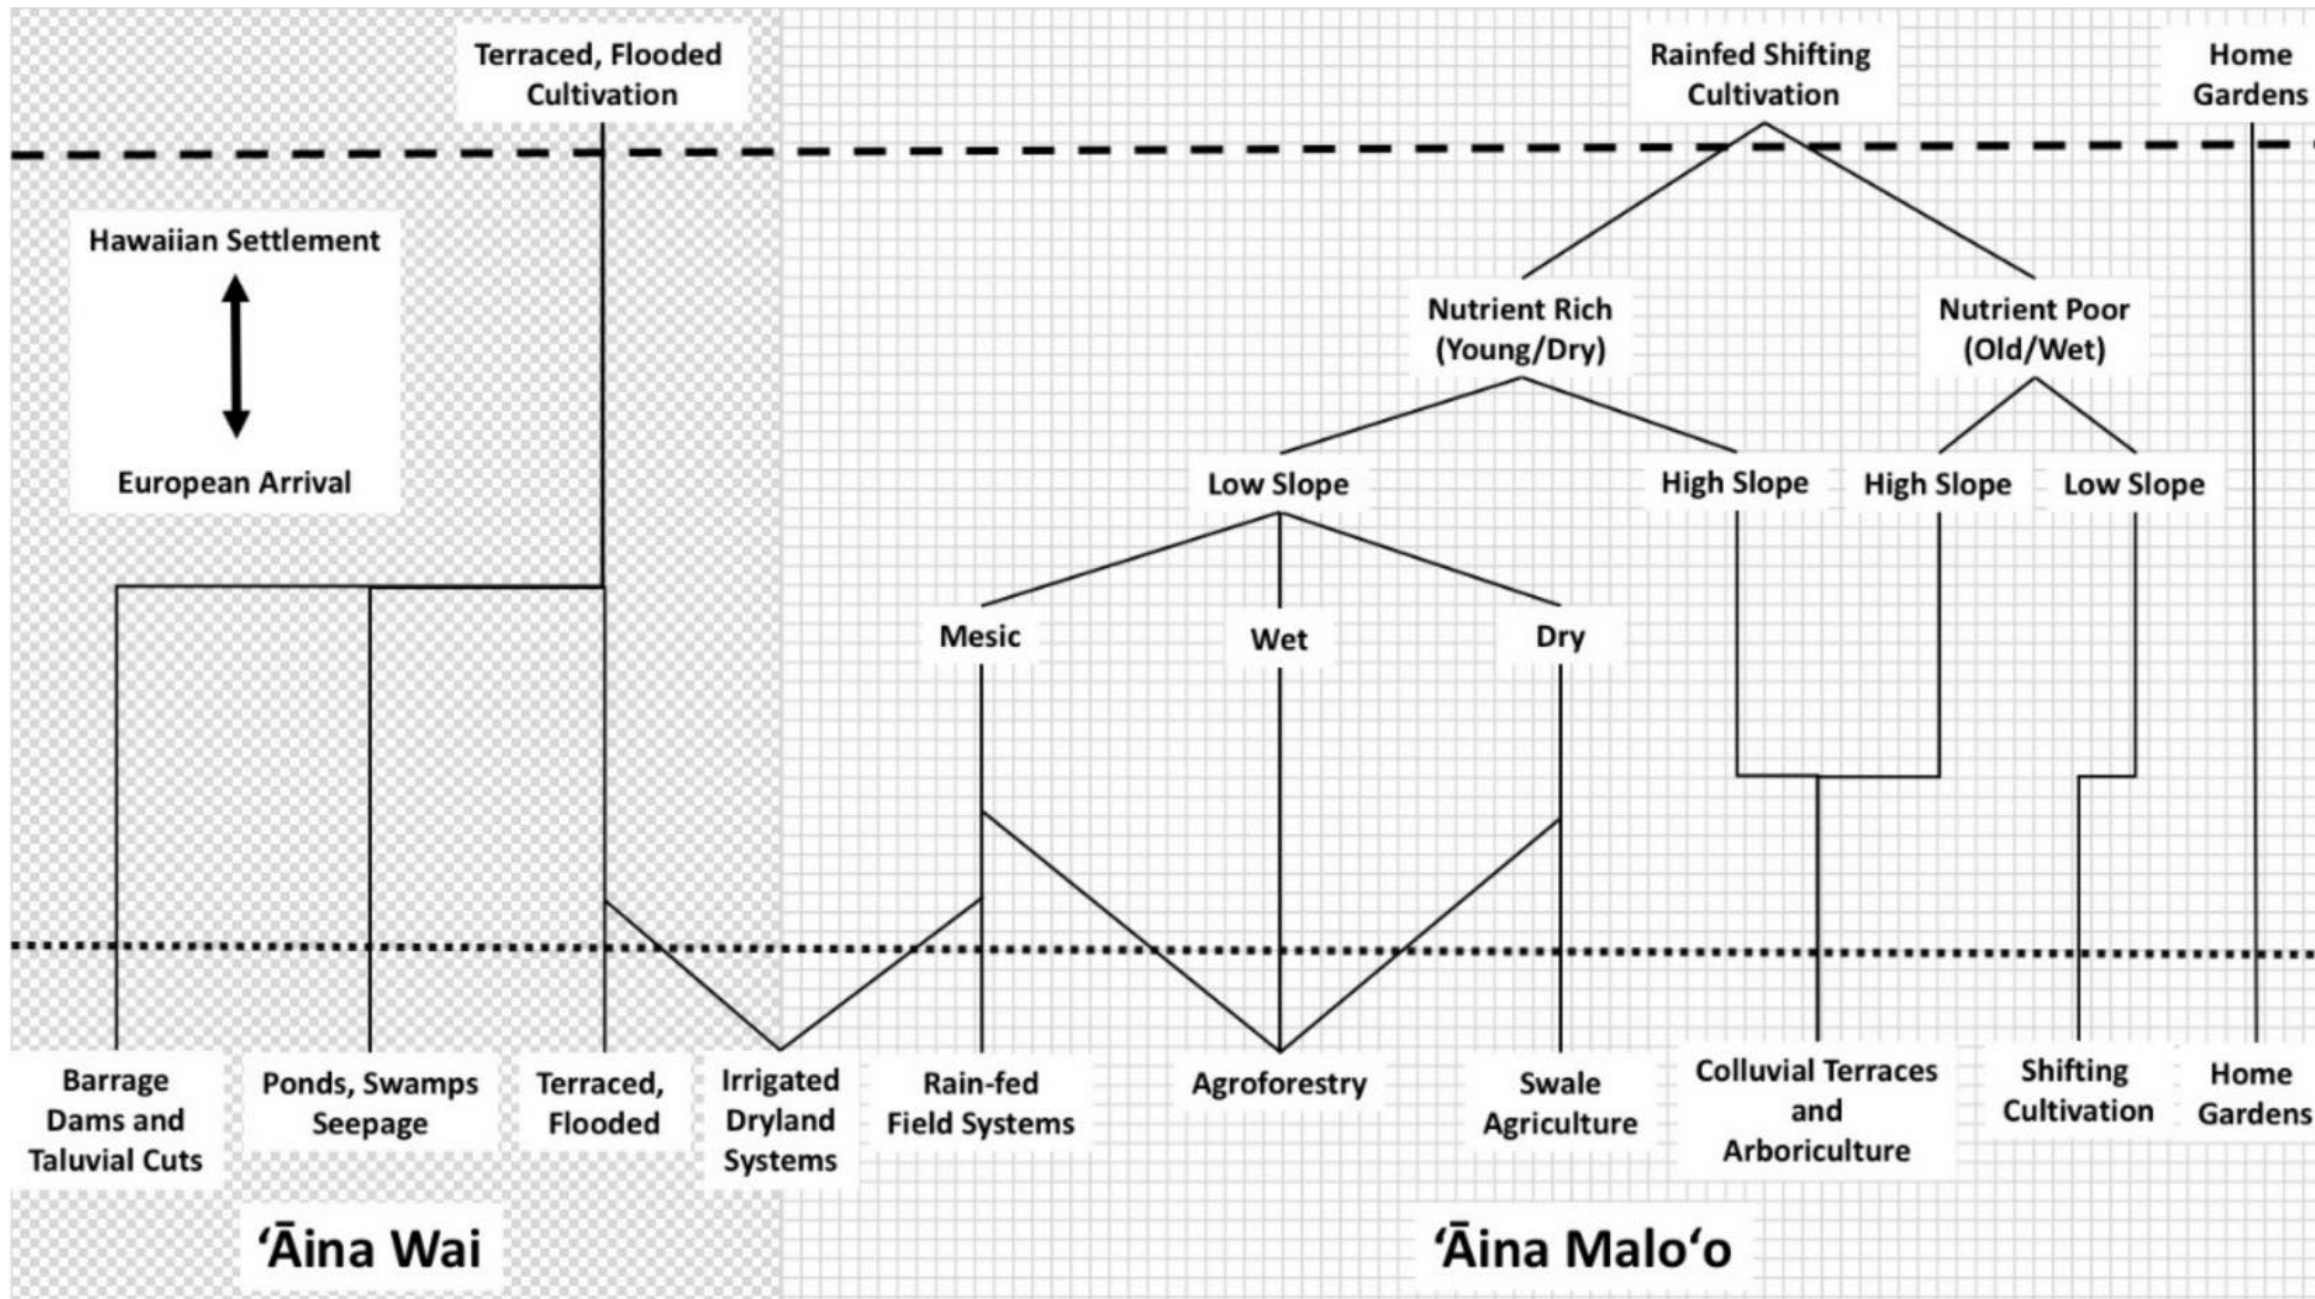 Terraced, Flooded
Cultivation
Rainfed Shifting
Cultivation
Home
Gardens
Hawaiian Settlement
European Arrival
Nutrient Rich
(Young/Dry)
Nutrient Poor
(Old/Wet)
Low Slope
High Slope
High Slope
Low Slope
Mesic
Wet
Dry
Barrage
Dams and
Taluvial Cuts
Ponds, Swamps
Seepage
Terraced,
Flooded
Irrigated
Dryland
Systems
Rain-fed
Field Systems
Agroforestry
Swale
Agriculture
Colluvial Terraces
and
Arboriculture
Shifting
Cultivation
Home
Gardens
ʻĀina Wai
ʻĀina Maloʻo